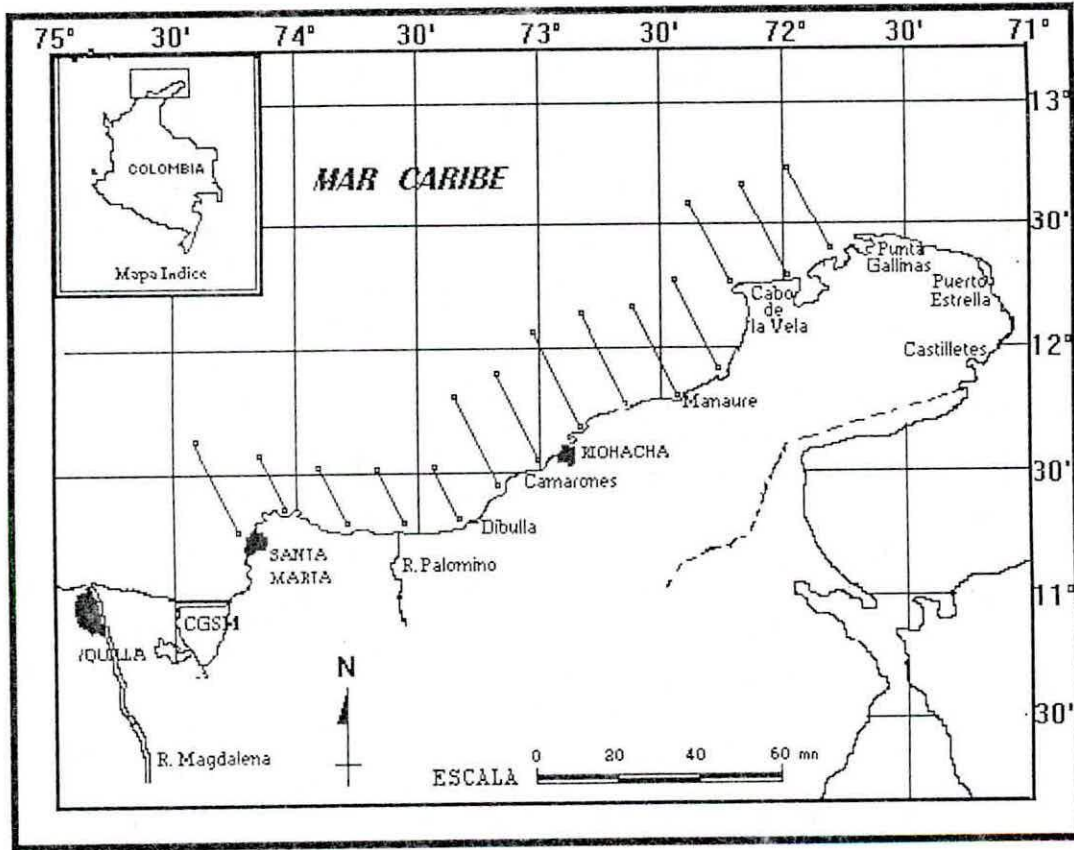 75° 30' 74° 30' 73° 30' 72° 30' 71°
13°
COLOMBIA
MAR CARIBE
30'
Punta
Gallinas
Mapa Indice
Puerto
Estrella
Cabo
de
la Vela
12°
Castilletes
Manaure
RIOHACHA
30'
Camarones
Dibulla
SANTA
MARTA
R. Palomino
11°
CGSM
/QUILLA
N
30'
R. Magdalena
0 20 40 60 mn
ESCALA